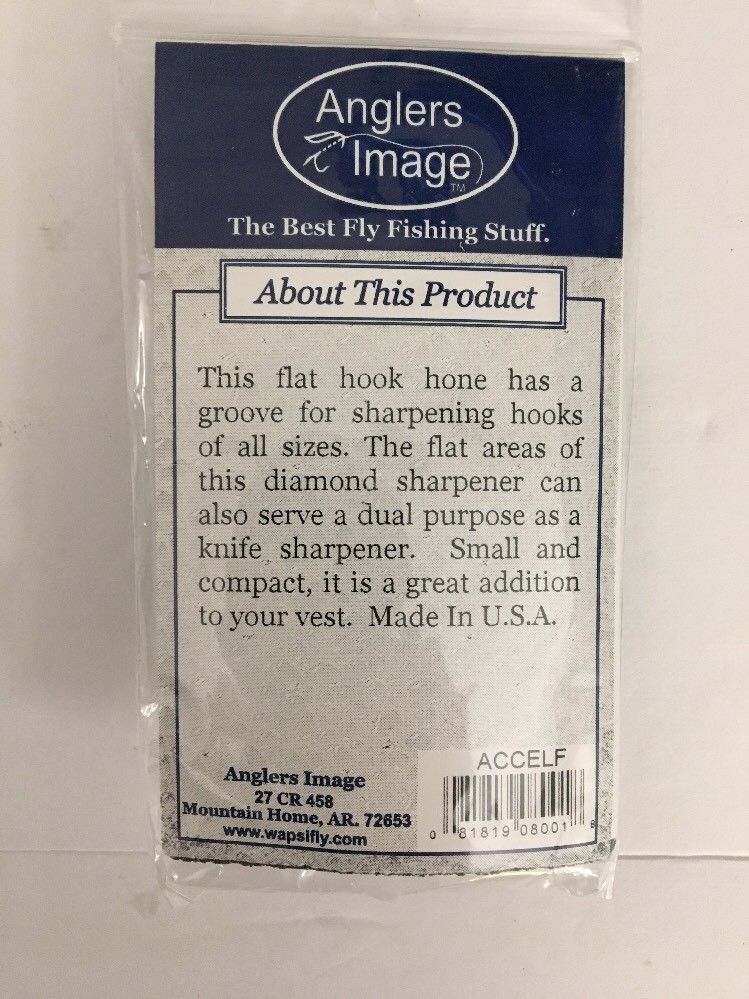 Anglers
Image
TM
The Best Fly Fishing Stuff.
About This Product
This flat hook hone has a
groove for sharpening hooks
of all sizes. The flat areas of
this diamond sharpener can
also serve a dual purpose as a
knife sharpener. Small and
compact, it is a great addition
to your vest. Made In U.S.A.
Anglers Image
27 CR 458
Mountain Home, AR. 72653
www.wapsifly.com
ACCELF
0 81819 08001 8